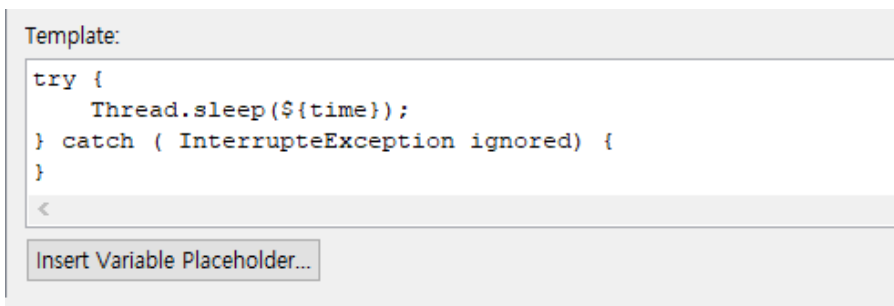 Template:
try {
    Thread.sleep(${time});
} catch ( InterrupteException ignored) {
}
<
Insert Variable Placeholder...